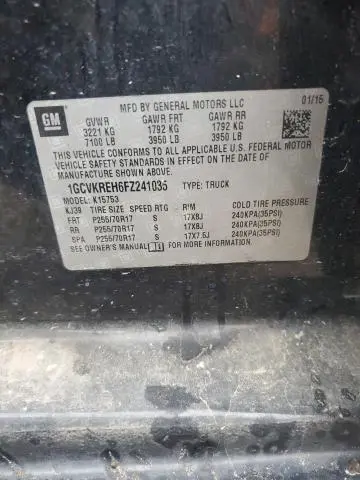 GM
MFD BY GENERAL MOTORS LLC
01/15
GVWR GAWR FRT GAWR RR
3221 KG 1792 KG 1792 KG
7100 LB 3950 LB 3950 LB
THIS VEHICLE CONFORMS TO ALL APPLICABLE U.S. FEDERAL MOTOR
VEHICLE SAFETY STANDARDS IN EFFECT ON THE DATE OF
MANUFACTURE SHOWN ABOVE.
1GCVKREH6FZ241035 TYPE: TRUCK
MODEL: K15753
KJ39 TIRE SIZE SPEED RTG RIM COLD TIRE PRESSURE
FRT P255/70R17 S 17X8J 240KPA(35PSI)
RR P255/70R17 S 17X8J 240KPA(35PSI)
SPA P255/70R17 S 17X7.5J 240KPA(35PSI)
SEE OWNER'S MANUAL